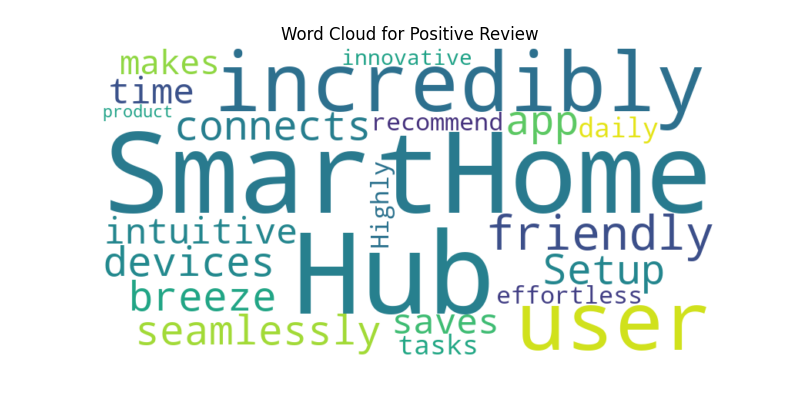 Word Cloud for Positive Review
makes
innovative
incredibly
time
product
connects
recommend
app
daily
SmartHome
Highly
intuitive
friendly
devices
Hub
Setup
breeze
effortless
seamlessly
saves
user
tasks